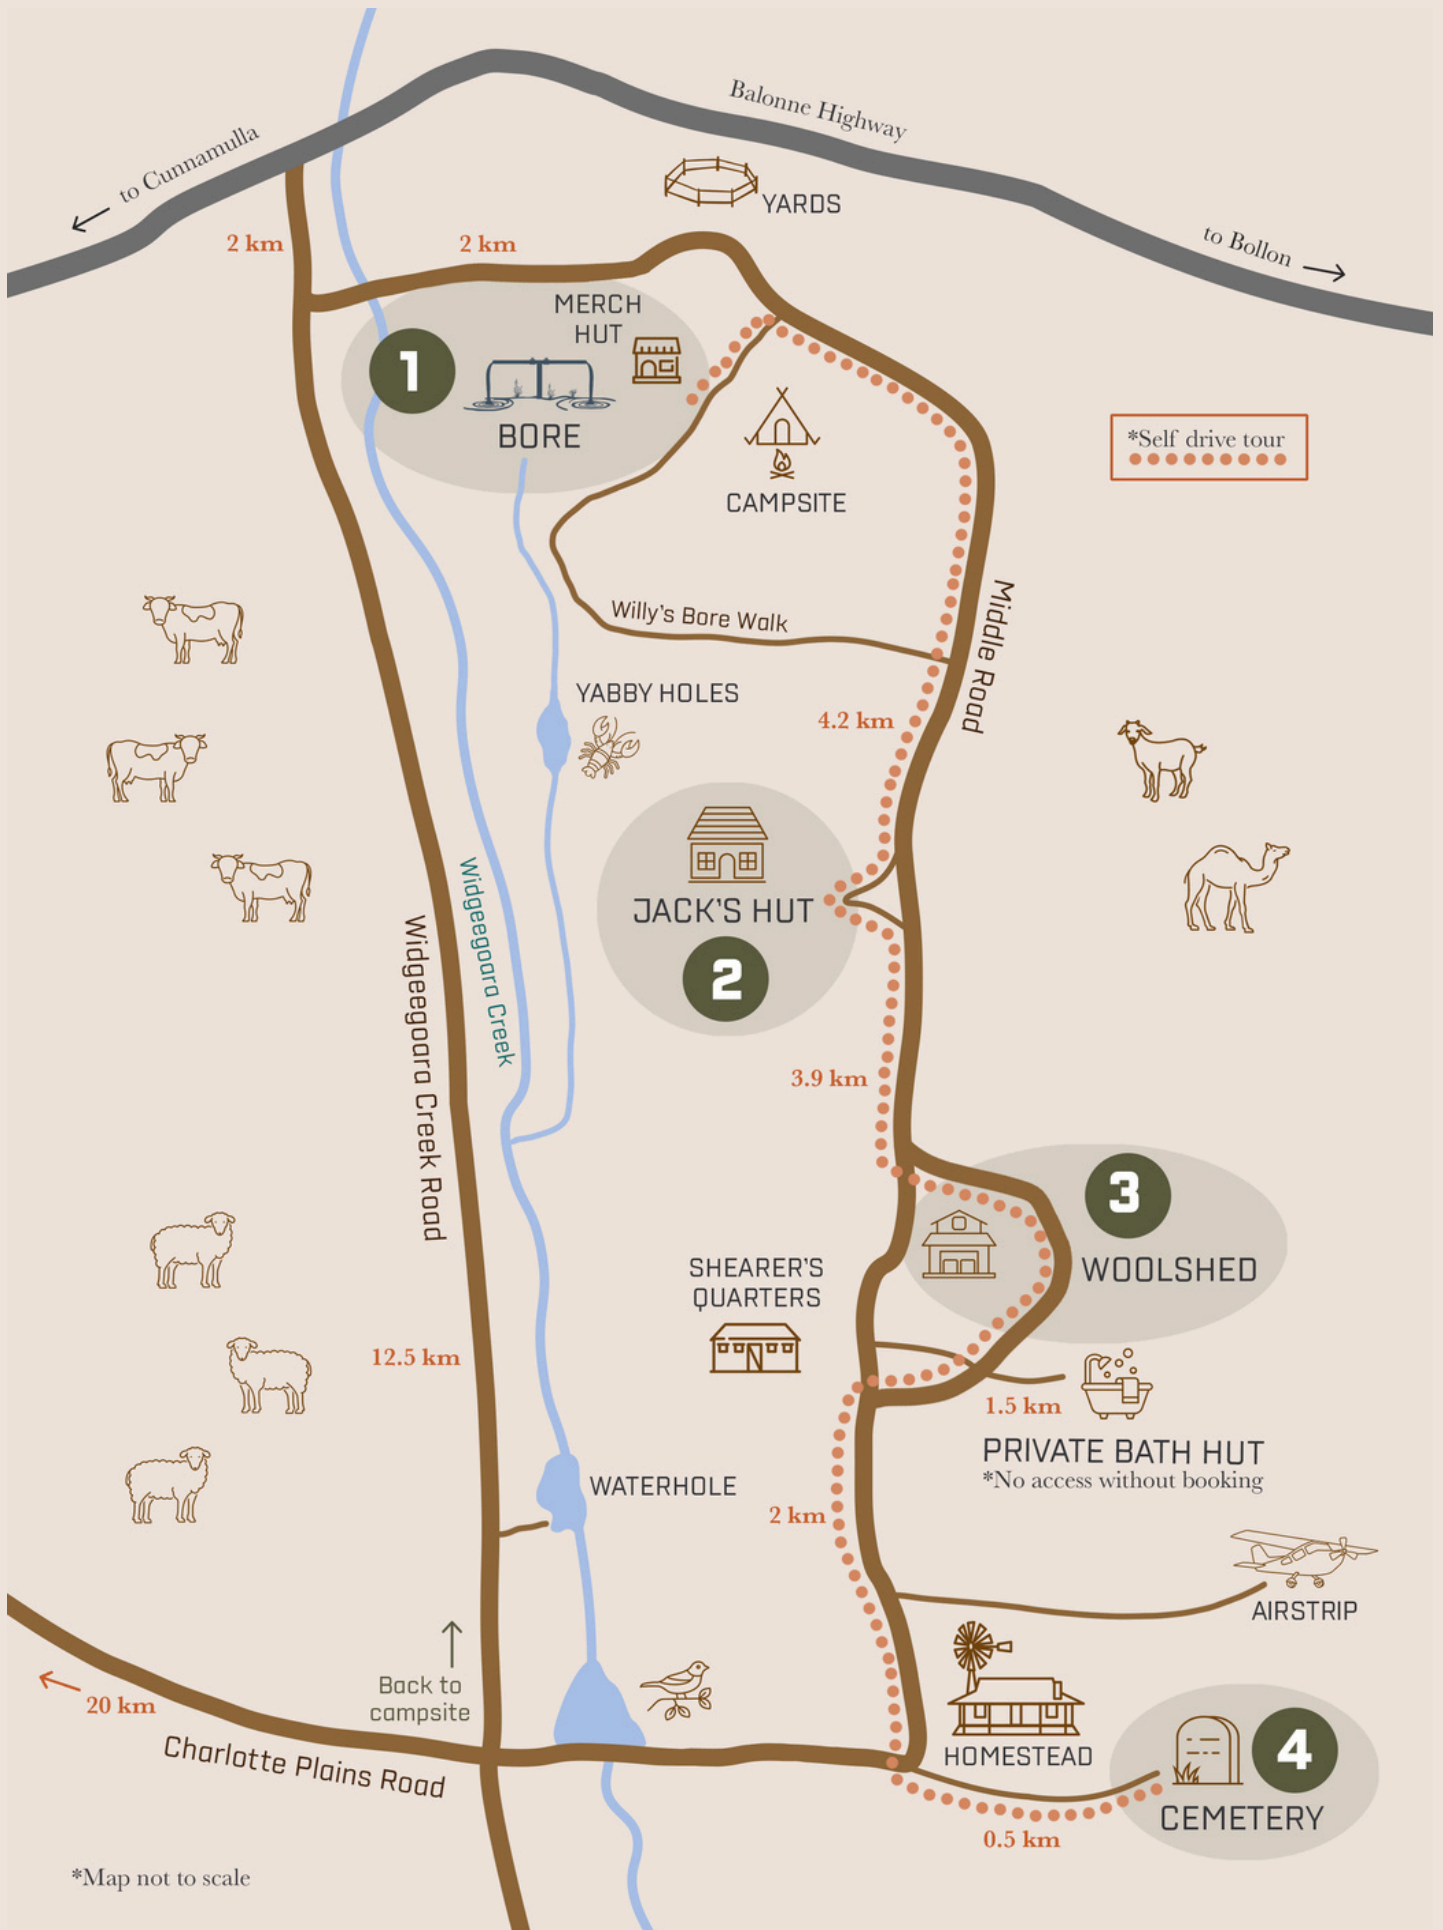 Balonne Highway
to Cunnamulla
YARDS
to Bollon
2 km
2 km
MERCH
HUT
1
BORE
*Self drive tour
CAMPSITE
Willy's Bore Walk
Middle Road
YABBY HOLES
4.2 km
JACK'S HUT
2
Widgeegoara Creek
Widgeegoara Creek Road
3.9 km
3
WOOLSHED
SHEARER'S
QUARTERS
12.5 km
1.5 km
PRIVATE BATH HUT
*No access without booking
WATERHOLE
2 km
AIRSTRIP
Back to
campsite
20 km
Charlotte Plains Road
HOMESTEAD
4
CEMETERY
0.5 km
*Map not to scale